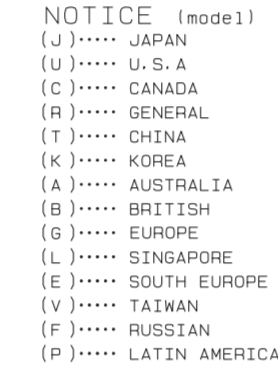 NOTICE (model)
(J)..... JAPAN
(U)..... U.S.A
(C)..... CANADA
(R)..... GENERAL
(T)..... CHINA
(K)..... KOREA
(A)..... AUSTRALIA
(B)..... BRITISH
(G)..... EUROPE
(L)..... SINGAPORE
(E)..... SOUTH EUROPE
(V)..... TAIWAN
(F)..... RUSSIAN
(P)..... LATIN AMERICA